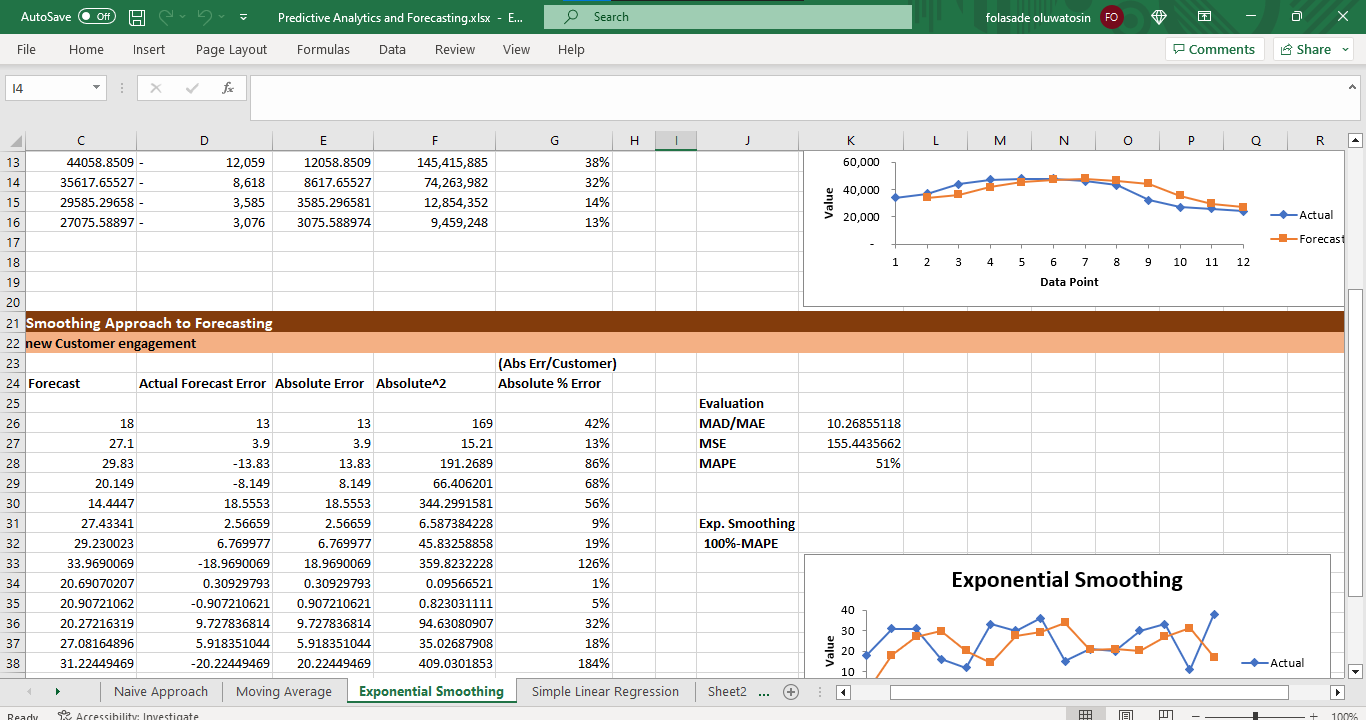 AutoSave Off Predictive Analytics and Forecasting.xlsx - E... Search folasade oluwatosin FO
File Home Insert Page Layout Formulas Data Review View Help Comments Share
I4 fx
C D E F G H I J K L M N O P Q R
13 44058.8509 - 12,059 12058.8509 145,415,885 38%
14 35617.65527 - 8,618 8617.65527 74,263,982 32%
15 29585.29658 - 3,585 3585.296581 12,854,352 14%
16 27075.58897 - 3,076 3075.588974 9,459,248 13%
17
18
19
20
60,000
40,000
20,000
-
Value
1 2 3 4 5 6 7 8 9 10 11 12
Data Point
Actual
Forecast
21 Smoothing Approach to Forecasting
22 new Customer engagement
23 (Abs Err/Customer)
24 Forecast Actual Forecast Error Absolute Error Absolute^2 Absolute % Error
25 Evaluation
26 18 13 13 169 42% MAD/MAE 10.26855118
27 27.1 3.9 3.9 15.21 13% MSE 155.4435662
28 29.83 -13.83 13.83 191.2689 86% MAPE 51%
29 20.149 -8.149 8.149 66.406201 68%
30 14.4447 18.5553 18.5553 344.2991581 56%
31 27.43341 2.56659 2.56659 6.587384228 9% Exp. Smoothing
32 29.230023 6.769977 6.769977 45.83258858 19% 100%-MAPE
33 33.9690069 -18.9690069 18.9690069 359.8232228 126%
34 20.69070207 0.30929793 0.30929793 0.09566521 1%
35 20.90721062 -0.907210621 0.907210621 0.823031111 5%
36 20.27216319 9.727836814 9.727836814 94.63080907 32%
37 27.08164896 5.918351044 5.918351044 35.02687908 18%
38 31.22449469 -20.22449469 20.22449469 409.0301853 184%
Exponential Smoothing
40
30
20
10
Value
Actual
Naive Approach Moving Average Exponential Smoothing Simple Linear Regression Sheet2 ...
Ready Accessibility: Investigate 100%